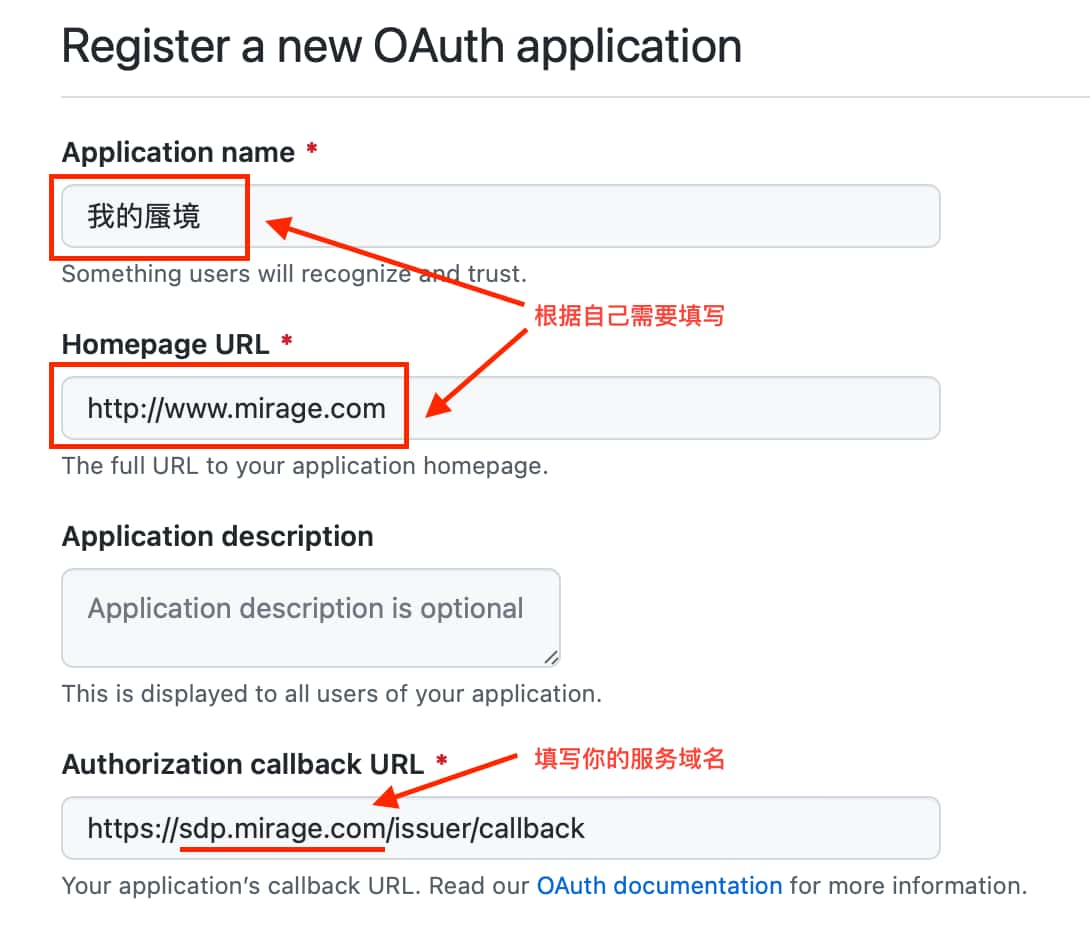 Register a new OAuth application
Application name *
我的蜃境
Something users will recognize and trust.
根据自己需要填写
Homepage URL *
http://www.mirage.com
The full URL to your application homepage.
Application description
Application description is optional
This is displayed to all users of your application.
Authorization callback URL *
填写你的服务域名
https://sdp.mirage.com/issuer/callback
Your application's callback URL. Read our OAuth documentation for more information.